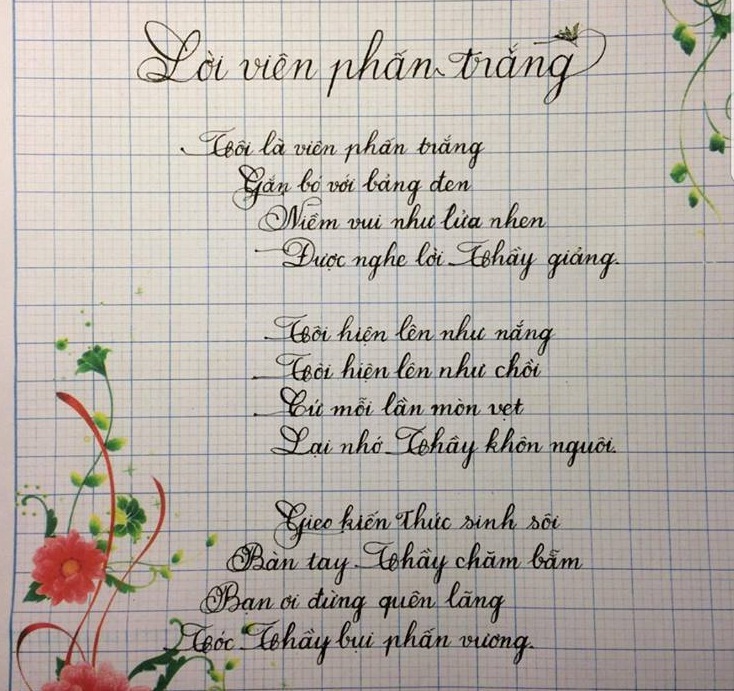 Lời viên phấn trắng
Tôi là viên phấn trắng
Gắn bó với bảng đen
Niềm vui như lửa nhen
Được nghe lời Thầy giảng.
Tôi hiện lên như nắng
Tôi hiện lên như chồi
Cứ mỗi lần mòn vẹt
Lại nhớ Thầy khôn nguôi.
Gieo kiến thức sinh sôi
Bàn tay Thầy chăm bẵm
Bạn ơi đừng quên lãng
Tóc Thầy bụi phấn vương.